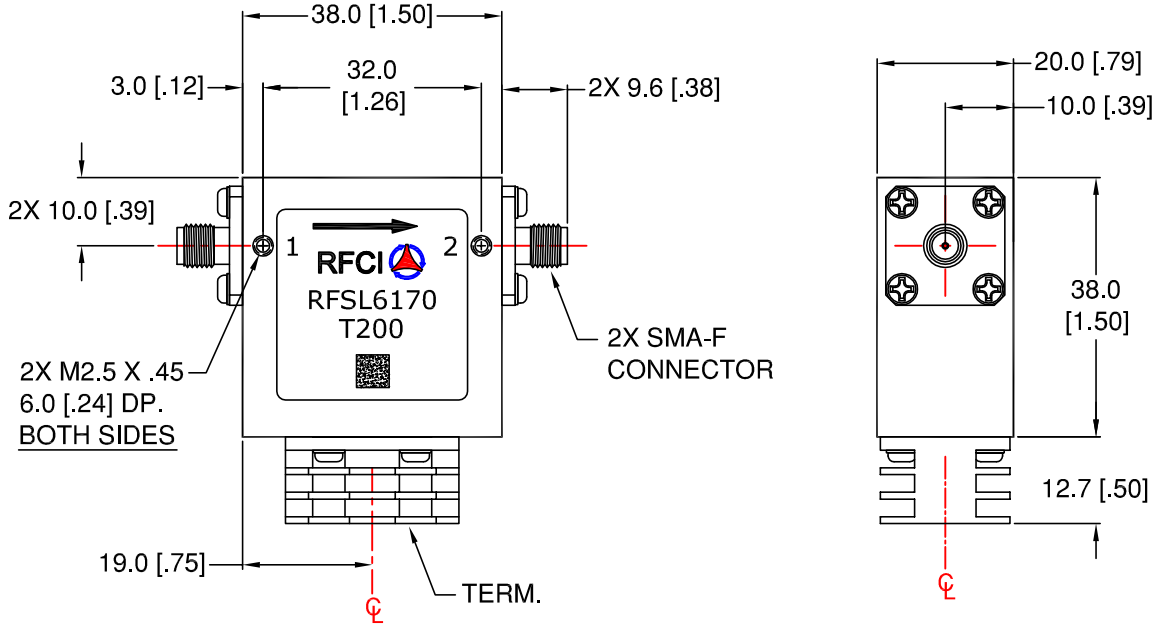 38.0 [1.50]
3.0 [.12]
32.0
[1.26]
2X 9.6 [.38]
2X 10.0 [.39]
1
2
RFCI
RFSL6170
T200
2X M2.5 X .45
6.0 [.24] DP.
BOTH SIDES
2X SMA-F
CONNECTOR
19.0 [.75]
TERM.
℄
20.0 [.79]
10.0 [.39]
38.0
[1.50]
12.7 [.50]
℄